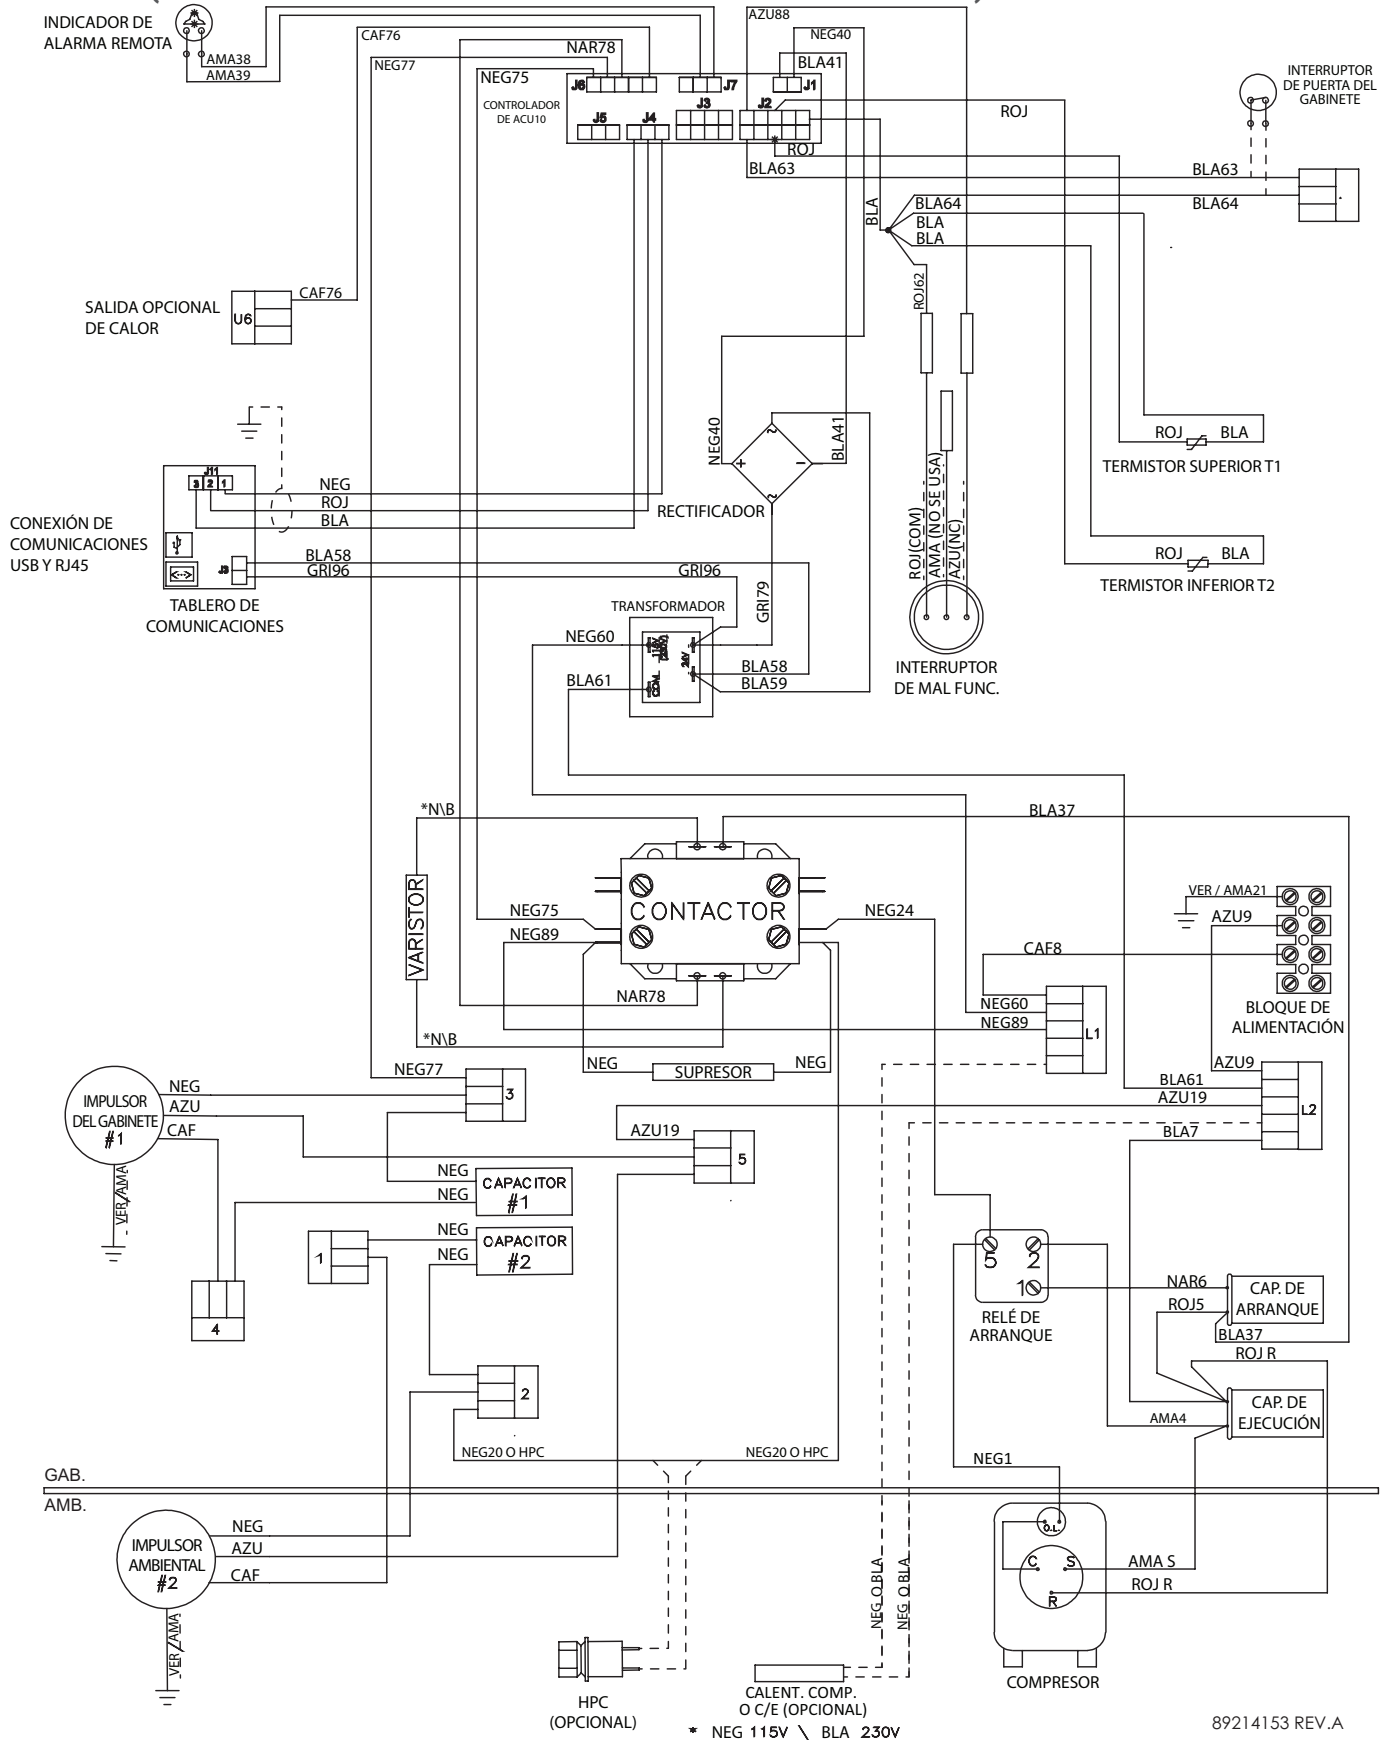 INDICADOR DE
ALARMA REMOTA
AMA38
AMA39
CAF76
NEG77
NAR78
NEG75
AZU88
NEG40
BLA41
J6
J7
J1
CONTROLADOR
DE ACU10
J3
J2
J5
J4
ROJ
ROJ
BLA63
INTERRUPTOR
DE PUERTA DEL
GABINETE
BLA63
BLA64
BLA
BLA64
BLA
BLA
ROJ62
SALIDA OPCIONAL
DE CALOR
U6
CAF76
NEG40
BLA41
RECTIFICADOR
ROJ
BLA
TERMISTOR SUPERIOR T1
ROJ
BLA
TERMISTOR INFERIOR T2
J11
3 2 1
NEG
ROJ
BLA
CONEXIÓN DE
COMUNICACIONES
USB Y RJ45
J3
BLA58
GRI96
GRI96
TABLERO DE
COMUNICACIONES
ROJ(COM)
AMA (NO SE USA)
AZU(NC)
INTERRUPTOR
DE MAL FUNC.
TRANSFORMADOR
GRI79
NEG60
BLA61
24V
COM.
BLA58
BLA59
*N\B
BLA37
VARISTOR
CONTACTOR
NEG75
NEG89
NEG24
NAR78
*N\B
NEG
SUPRESOR
NEG
VER / AMA21
AZU9
CAF8
BLOQUE DE
ALIMENTACIÓN
NEG60
NEG89
L1
AZU9
BLA61
AZU19
BLA7
L2
IMPULSOR
DEL GABINETE
#1
NEG
AZU
CAF
VER/AMA
NEG77
3
AZU19
5
NEG
NEG
CAPACITOR
#1
NEG
NEG
CAPACITOR
#2
1
4
2
5
2
1
RELÉ DE
ARRANQUE
NAR6
ROJ5
BLA37
CAP. DE
ARRANQUE
ROJ R
CAP. DE
EJECUCIÓN
AMA4
NEG20 O HPC
NEG20 O HPC
NEG1
GAB.
AMB.
IMPULSOR
AMBIENTAL
#2
NEG
AZU
CAF
VER/AMA
NEG O BLA
NEG O BLA
O.L.
C
S
R
AMA S
ROJ R
COMPRESOR
HPC
(OPCIONAL)
CALENT. COMP.
O C/E (OPCIONAL)
* NEG 115V \ BLA 230V
89214153 REV.A